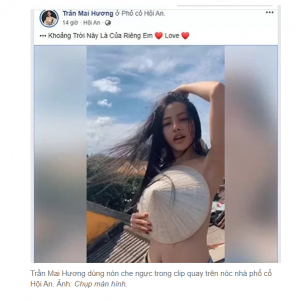 Trần Mai Hương ở Phố cổ Hội An.
14 giờ · Hội An ·
••• Khoảng Trời Này Là Của Riêng Em ❤ Love ❤
Trần Mai Hương dùng nón che ngực trong clip quay trên nóc nhà phố cổ
Hội An. Ảnh: Chụp màn hình